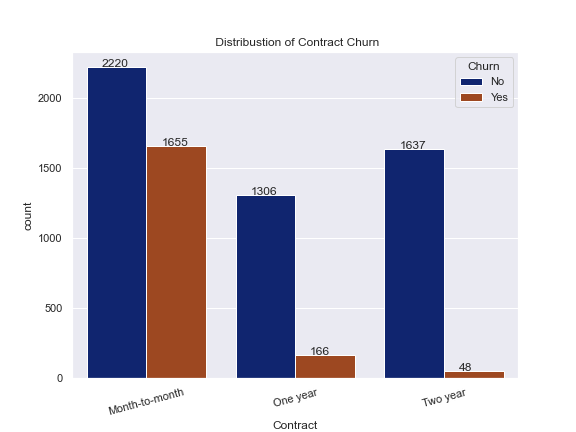 Distribustion of Contract Churn
Churn
No
Yes
2220
1655
1306
166
1637
48
2000
1500
1000
500
0
count
Month-to-month
One year
Two year
Contract